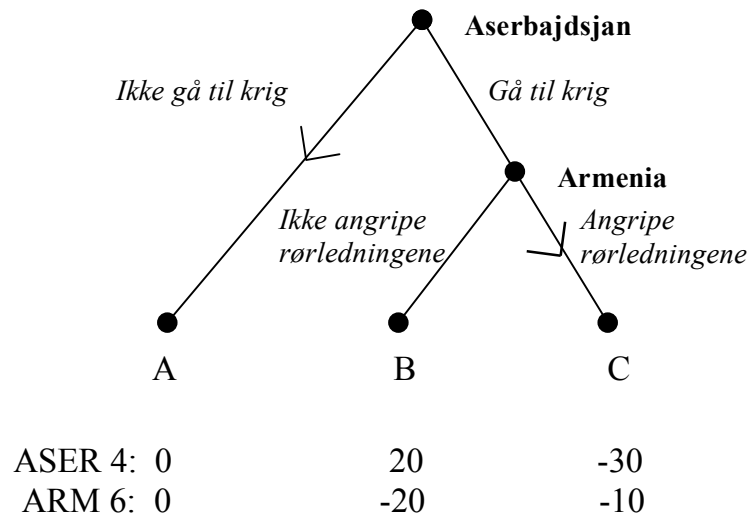 Aserbajdsjan
Ikke gå til krig
Gå til krig
Armenia
Ikke angripe
rørledningene
Angripe
rørledningene
A B C
ASER 4: 0 20 -30
ARM 6: 0 -20 -10